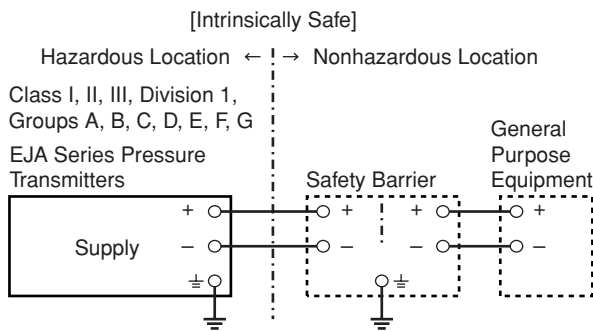 [Intrinsically Safe]
Hazardous Location ← → Nonhazardous Location
Class I, II, III, Division 1,
Groups A, B, C, D, E, F, G
EJA Series Pressure
Transmitters
Safety Barrier
General
Purpose
Equipment
+ + + +
Supply
– – – –